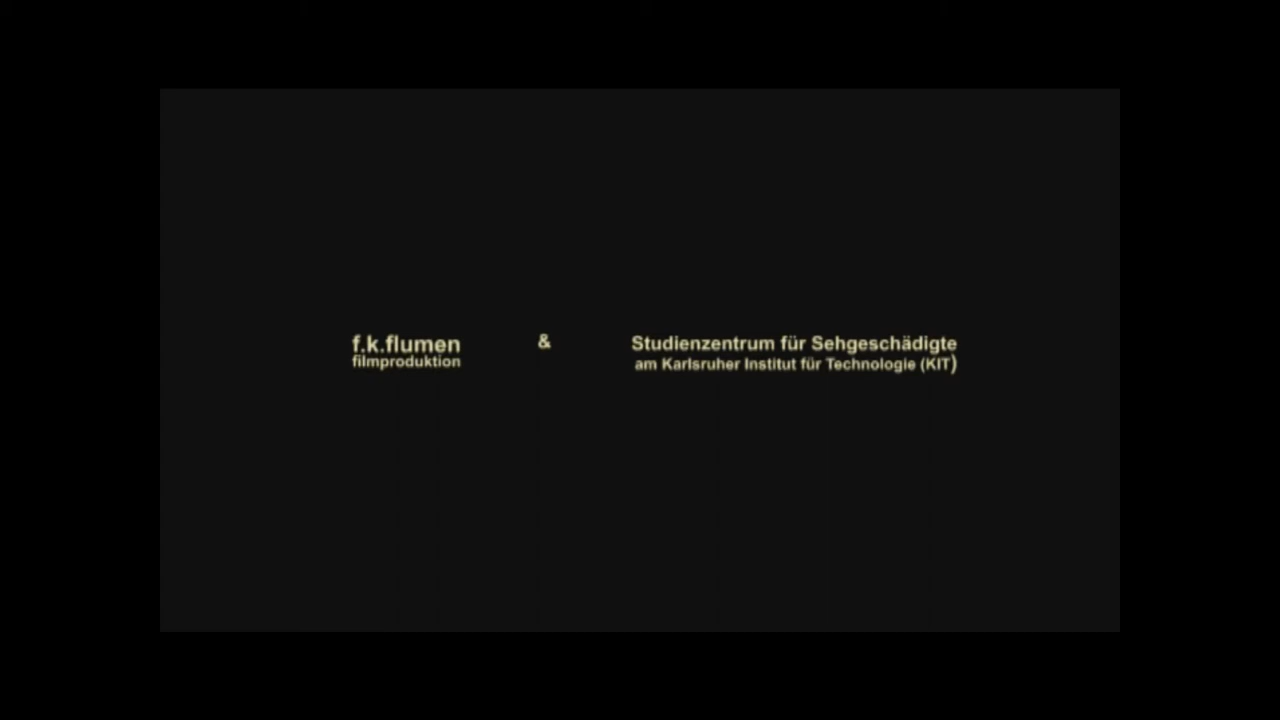 f.k.flumen
filmproduktion
&
Studienzentrum für Sehgeschädigte
am Karlsruher Institut für Technologie (KIT)